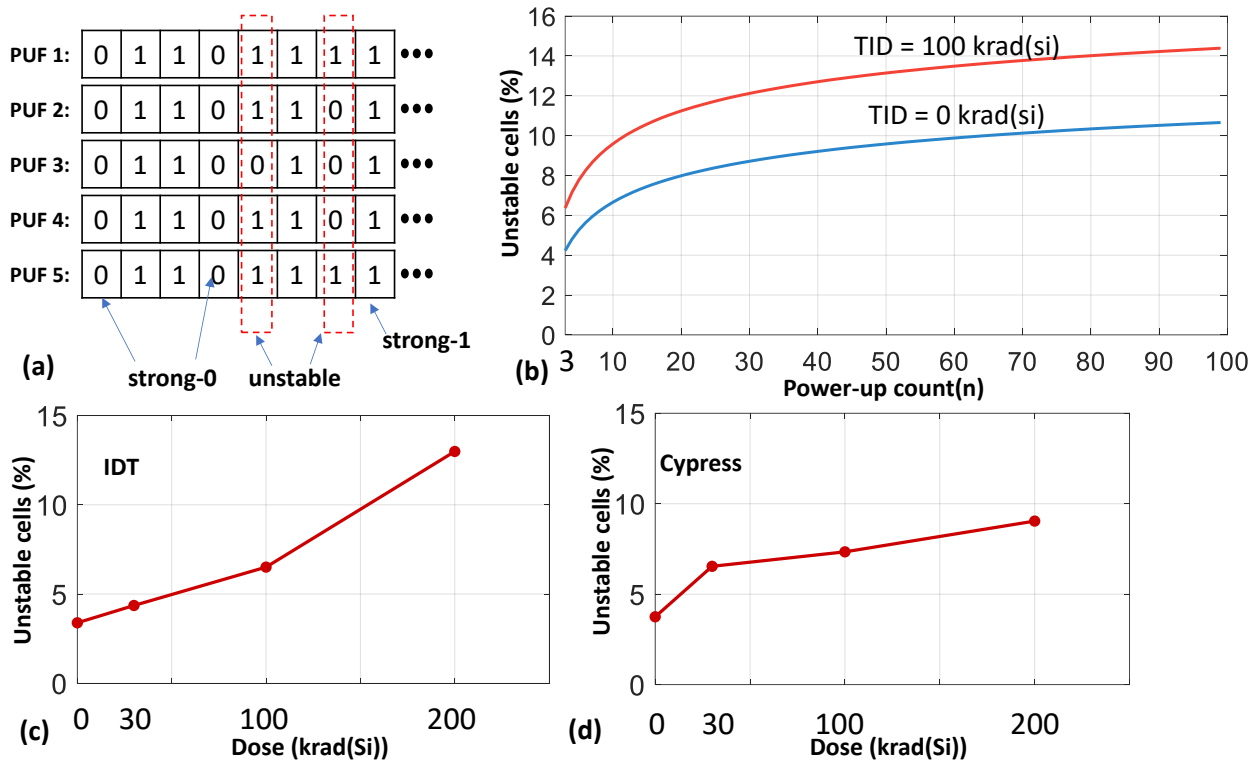 PUF 1: 0 1 1 0 1 1 1 1 •••
PUF 2: 0 1 1 0 1 1 0 1 •••
PUF 3: 0 1 1 0 0 1 0 1 •••
PUF 4: 0 1 1 0 1 1 0 1 •••
PUF 5: 0 1 1 0 1 1 1 1 •••
strong-1
(a)
strong-0
unstable
16
14
12
10
8
6
4
2
0
Unstable cells (%)
TID = 100 krad(si)
TID = 0 krad(si)
3 10 20 30 40 50 60 70 80 90 100
(b)
Power-up count(n)
15
10
5
0
Unstable cells (%)
IDT
0 30 100 200
(c)
Dose (krad(Si))
15
10
5
0
Unstable cells (%)
Cypress
0 30 100 200
(d)
Dose (krad(Si))